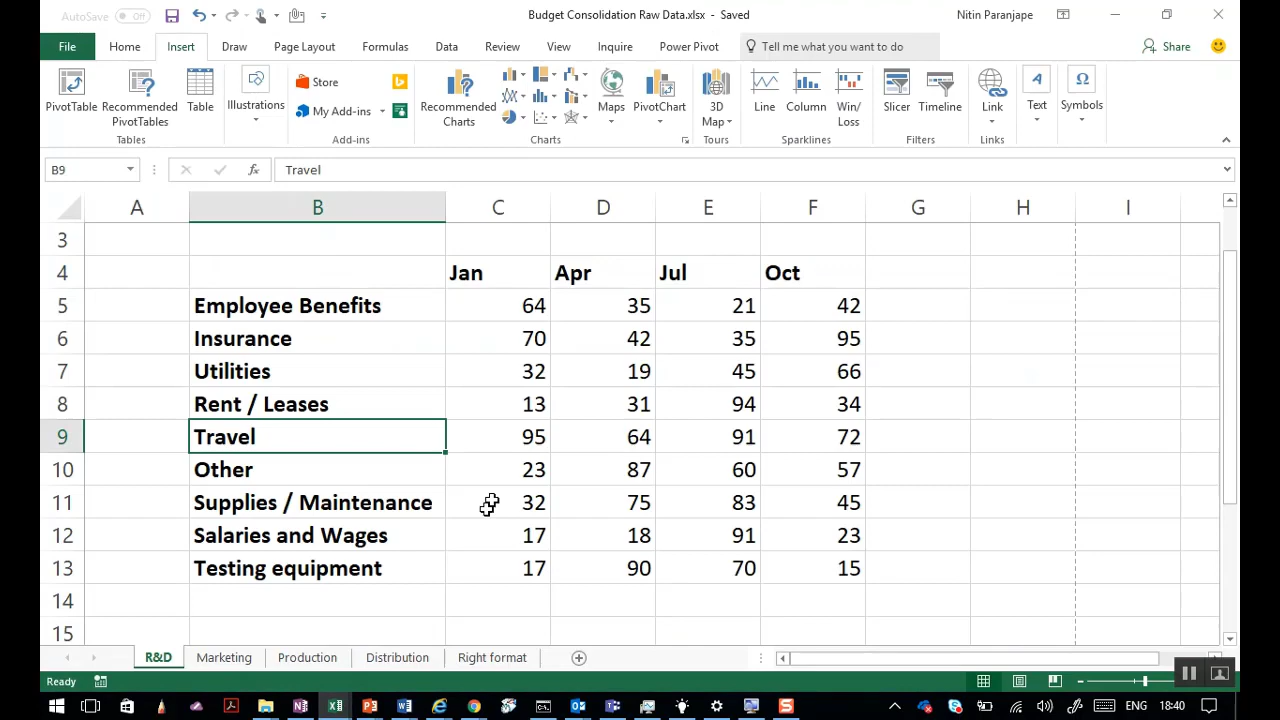 AutoSave Off Budget Consolidation Raw Data.xlsx - Saved Nitin Paranjape
File Home Insert Draw Page Layout Formulas Data Review View Inquire Power Pivot Tell me what you want to do Share
PivotTable Recommended PivotTables Table Illustrations Store My Add-ins Recommended Charts Maps PivotChart 3D Map Line Column Win/Loss Slicer Timeline Link Text Symbols
Tables Add-ins Charts Tours Sparklines Filters Links
B9 fx Travel
A B C D E F G H I
3
4 Jan Apr Jul Oct
5 Employee Benefits 64 35 21 42
6 Insurance 70 42 35 95
7 Utilities 32 19 45 66
8 Rent / Leases 13 31 94 34
9 Travel 95 64 91 72
10 Other 23 87 60 57
11 Supplies / Maintenance 32 75 83 45
12 Salaries and Wages 17 18 91 23
13 Testing equipment 17 90 70 15
14
15
R&D Marketing Production Distribution Right format
Ready
ENG 18:40